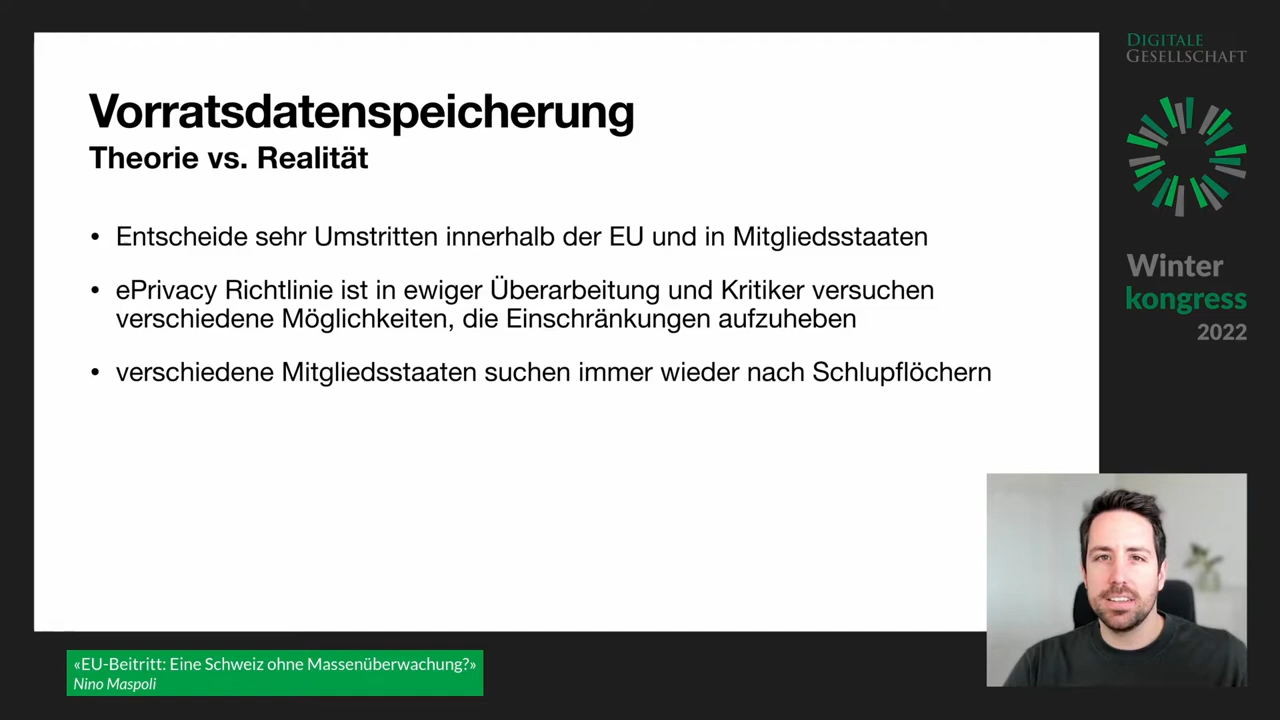 Vorratsdatenspeicherung
Theorie vs. Realität
• Entscheide sehr Umstritten innerhalb der EU und in Mitgliedsstaaten
• ePrivacy Richtlinie ist in ewiger Überarbeitung und Kritiker versuchen
verschiedene Möglichkeiten, die Einschränkungen aufzuheben
• verschiedene Mitgliedsstaaten suchen immer wieder nach Schlupflöchern
DIGITALE
GESELLSCHAFT
Winter
kongress
2022
«EU-Beitritt: Eine Schweiz ohne Massenüberwachung?»
Nino Maspoli